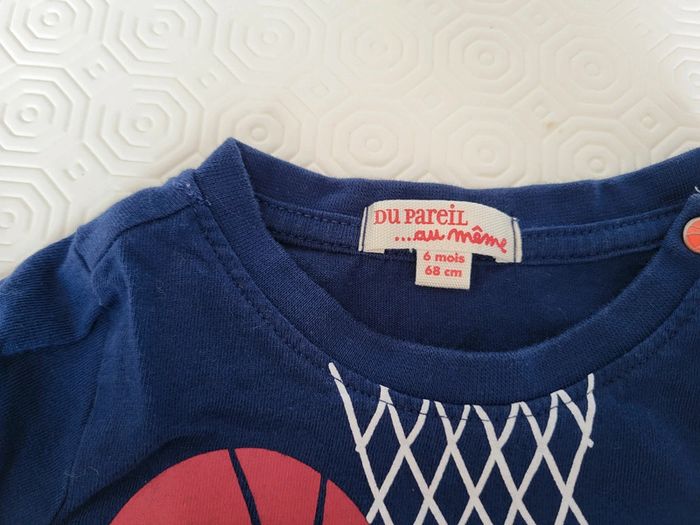 DU PAREIL
...au même
6 mois
68 cm